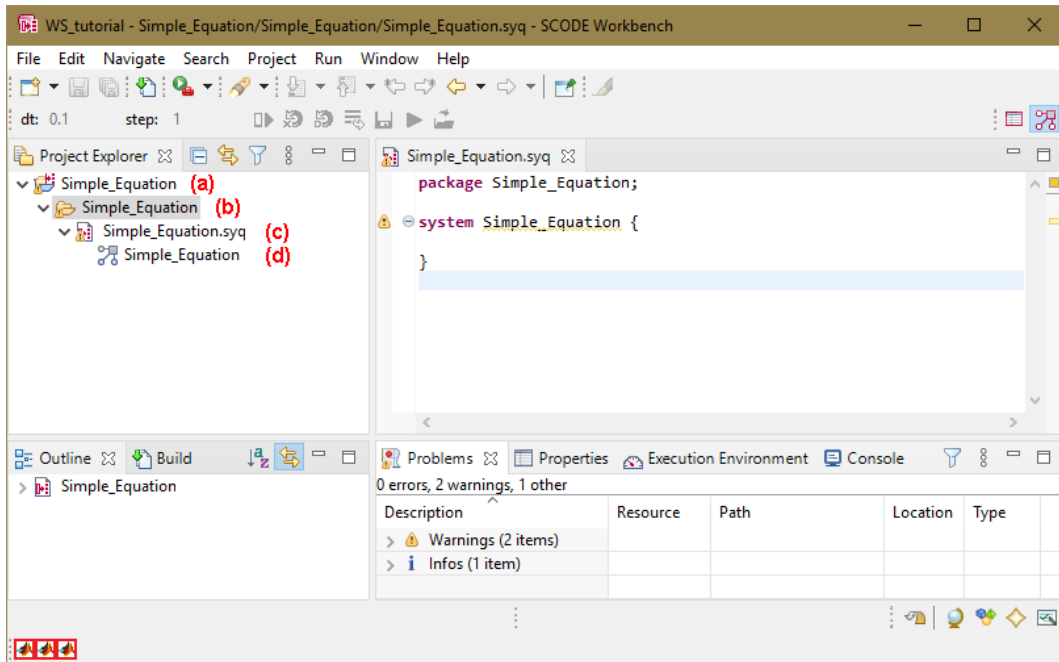 WS_tutorial - Simple_Equation/Simple_Equation/Simple_Equation.syq - SCODE Workbench
File Edit Navigate Search Project Run Window Help
dt: 0.1 step: 1
Project Explorer
Simple_Equation (a)
Simple_Equation (b)
Simple_Equation.syq (c)
Simple_Equation (d)
Simple_Equation.syq
package Simple_Equation;
system Simple_Equation {
}
Outline Build
Simple_Equation
Problems Properties Execution Environment Console
0 errors, 2 warnings, 1 other
Description Resource Path Location Type
Warnings (2 items)
Infos (1 item)